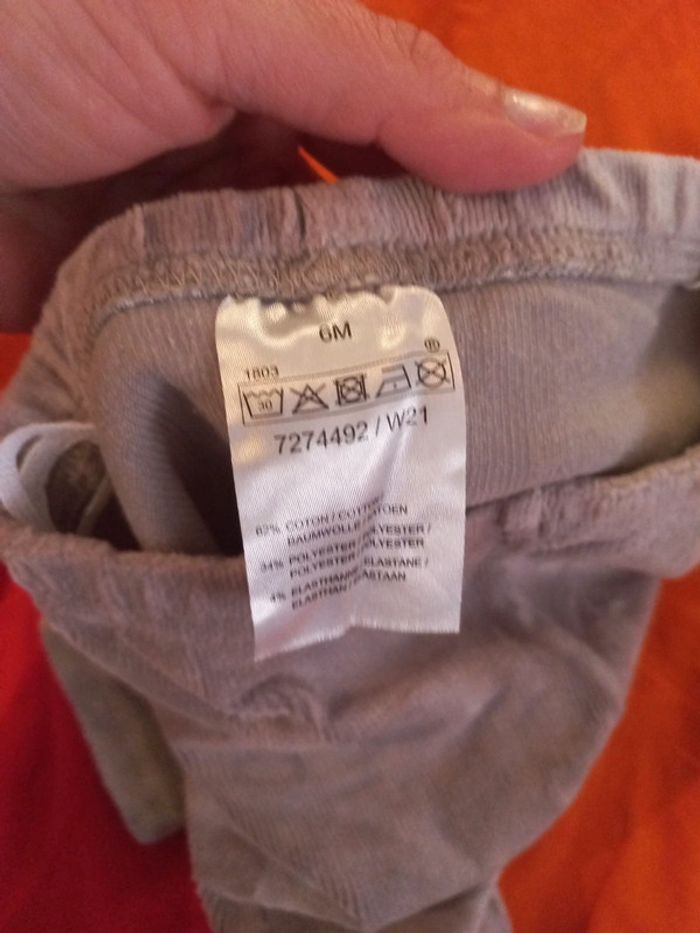 6M
1803
30
7274492 / W21
62% COTON / COTTON / KATOEN
BAUMWOLLE POLYESTER /
34% POLYESTER / POLYESTER
POLYESTER / ELASTANE /
4% ELASTHANNE / ELASTAAN
ELASTHAN /